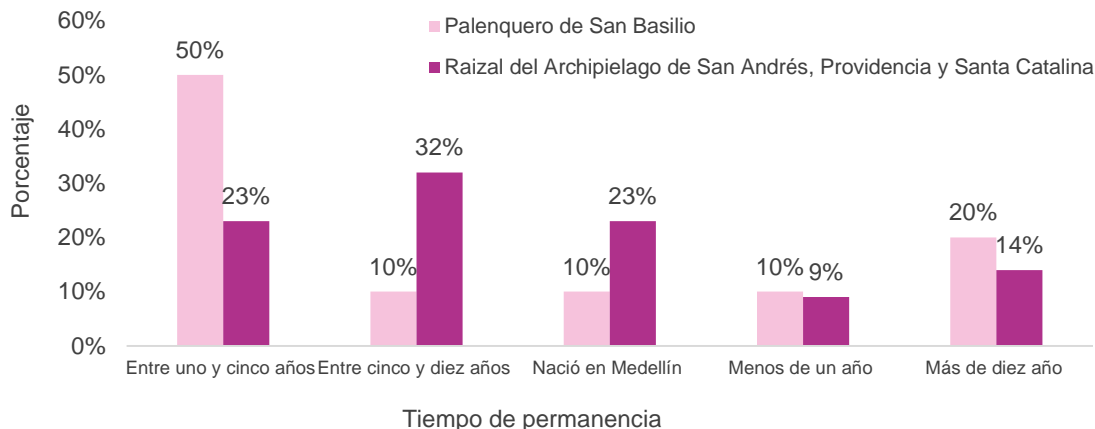 60%
50%
40%
30%
20%
10%
0%
Porcentaje
Palenquero de San Basilio
Raizal del Archipielago de San Andrés, Providencia y Santa Catalina
50%
23%
10%
32%
10%
23%
10%
9%
20%
14%
Entre uno y cinco años
Entre cinco y diez años
Nació en Medellín
Menos de un año
Más de diez año
Tiempo de permanencia